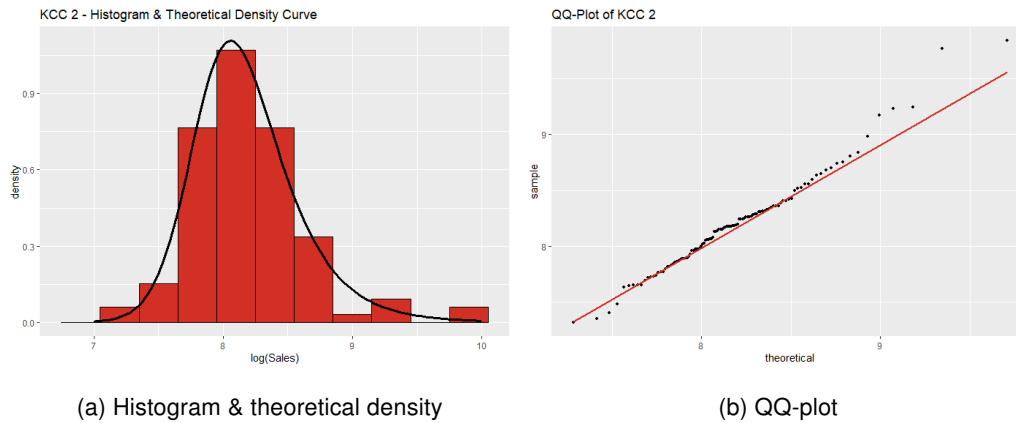 KCC 2 - Histogram & Theoretical Density Curve
0.9
0.6
0.3
0.0
density
7
8
9
10
log(Sales)
(a) Histogram & theoretical density
QQ-Plot of KCC 2
9
8
sample
8
9
theoretical
(b) QQ-plot